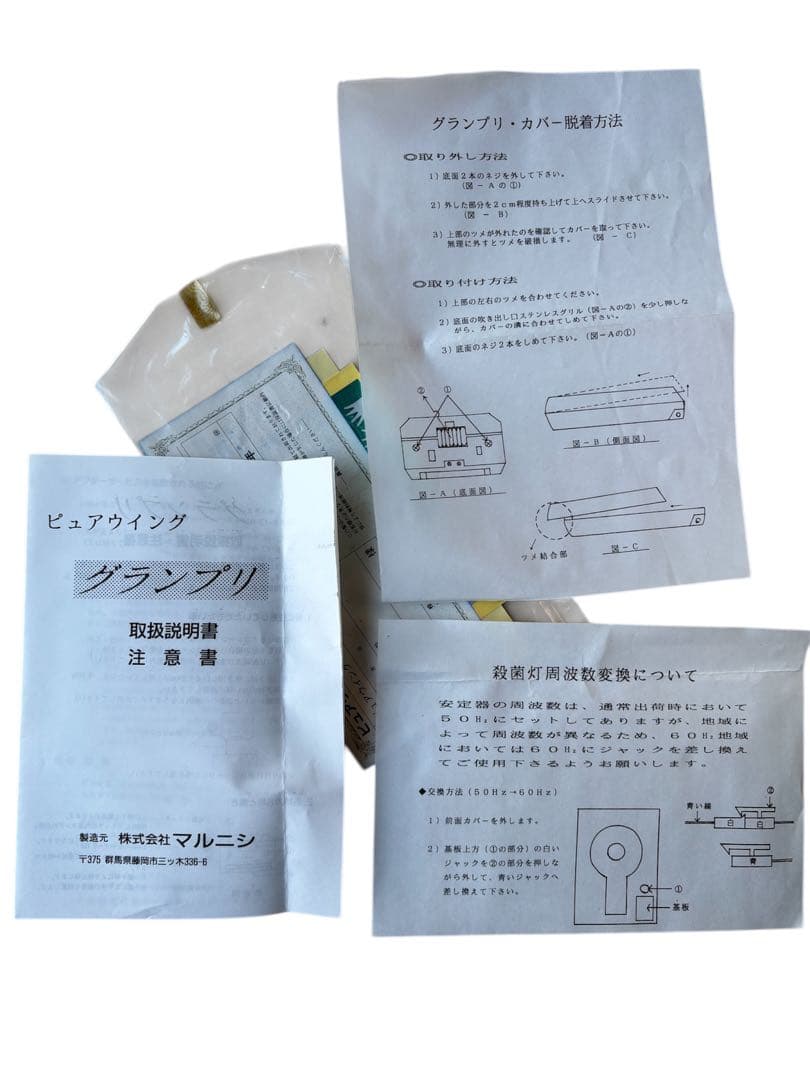 グランプリ・カバー脱着方法
◎取り外し方法
1）底面2本のネジを外して下さい。
（図－Aの①）
2）外した部分を2cm程度持ち上げて上へスライドさせて下さい。
（図－B）
3）上部のツメが外れたのを確認してカバーを取って下さい。
無理に外すとツメを破損します。（図－C）
◎取り付け方法
1）上部の左右のツメを合わせてください。
2）底面の吹き出し口ステンレスグリル（図－Aの②）を少し押しな
がら、カバーの溝に合わせてしめて下さい。
3）底面のネジ2本をしめて下さい。（図－Aの①）
② ①
図－A（底面図）
図－B（側面図）
ツメ結合部
図－C
ピュアウイング
グランプリ
取扱説明書
注意書
製造元 株式会社マルニシ
〒375 群馬県藤岡市三ッ木336-6
殺菌灯周波数変換について
安定器の周波数は、通常出荷時において
50Hzにセットしてありますが、地域に
よって周波数が異なるため、60Hz地域
においては60Hzにジャックを差し換え
てご使用下さるようお願いします。
◆交換方法（50Hz→60Hz）
1）前面カバーを外します。
2）基板上方（①の部分）の白い
ジャックを②の部分を押しな
がら外して、青いジャックへ
差し換えて下さい。
①
基板
②
青い線
白 白
青